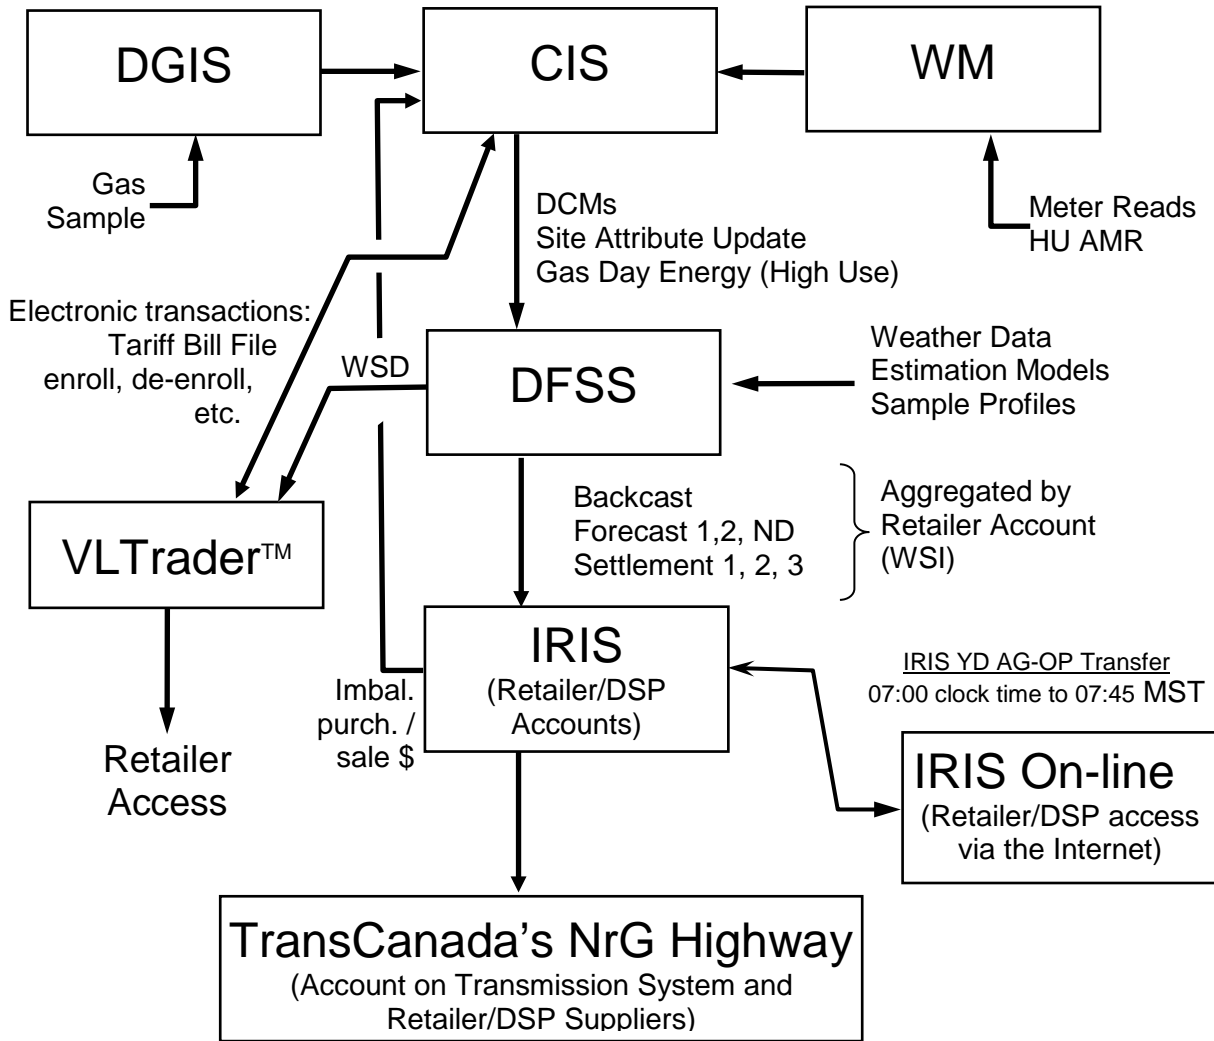 DGIS
CIS
WM
Gas
Sample
DCMs
Site Attribute Update
Gas Day Energy (High Use)
Meter Reads
HU AMR
Electronic transactions:
Tariff Bill File
enroll, de-enroll,
etc.
WSD
DFSS
Weather Data
Estimation Models
Sample Profiles
VLTrader™
Backcast
Forecast 1,2, ND
Settlement 1, 2, 3
Aggregated by
Retailer Account
(WSI)
IRIS
(Retailer/DSP
Accounts)
Imbal.
purch. /
sale $
IRIS YD AG-OP Transfer
07:00 clock time to 07:45 MST
Retailer
Access
IRIS On-line
(Retailer/DSP access
via the Internet)
TransCanada's NrG Highway
(Account on Transmission System and
Retailer/DSP Suppliers)